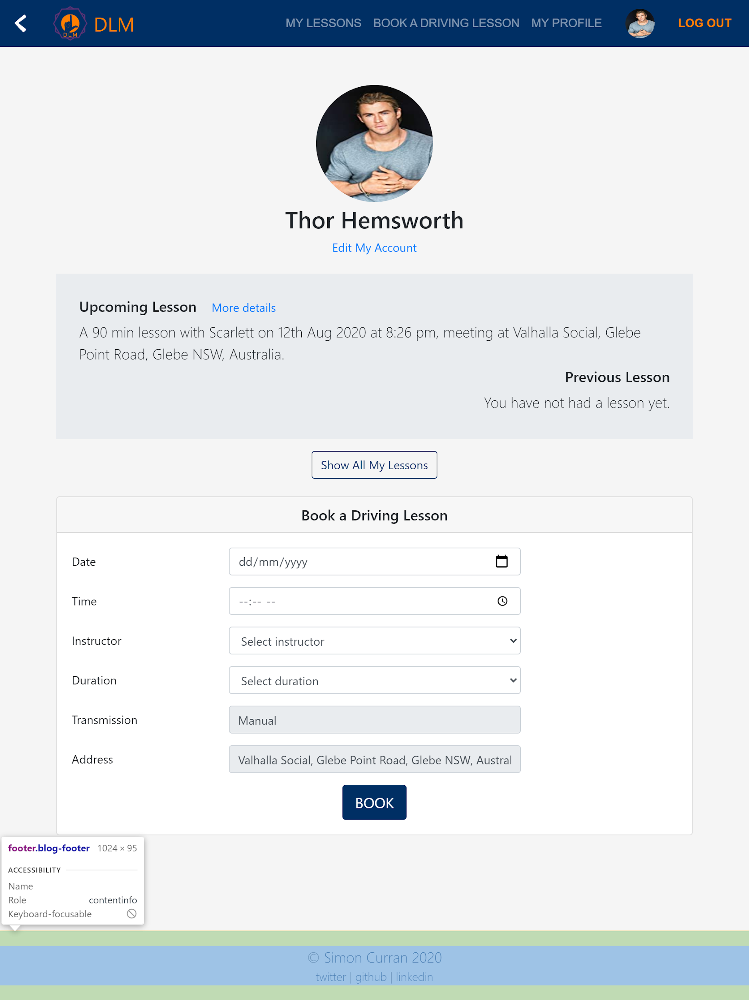 DLM
DLM
MY LESSONS
BOOK A DRIVING LESSON
MY PROFILE
LOG OUT
Thor Hemsworth
Edit My Account
Upcoming Lesson More details
A 90 min lesson with Scarlett on 12th Aug 2020 at 8:26 pm, meeting at Valhalla Social, Glebe
Point Road, Glebe NSW, Australia.
Previous Lesson
You have not had a lesson yet.
Show All My Lessons
Book a Driving Lesson
Date
dd/mm/yyyy
Time
--:-- --
Instructor
Select instructor
Duration
Select duration
Transmission
Manual
Address
Valhalla Social, Glebe Point Road, Glebe NSW, Austral
BOOK
footer.blog-footer 1024 × 95
ACCESSIBILITY
Name
Role contentinfo
Keyboard-focusable
© Simon Curran 2020
twitter | github | linkedin